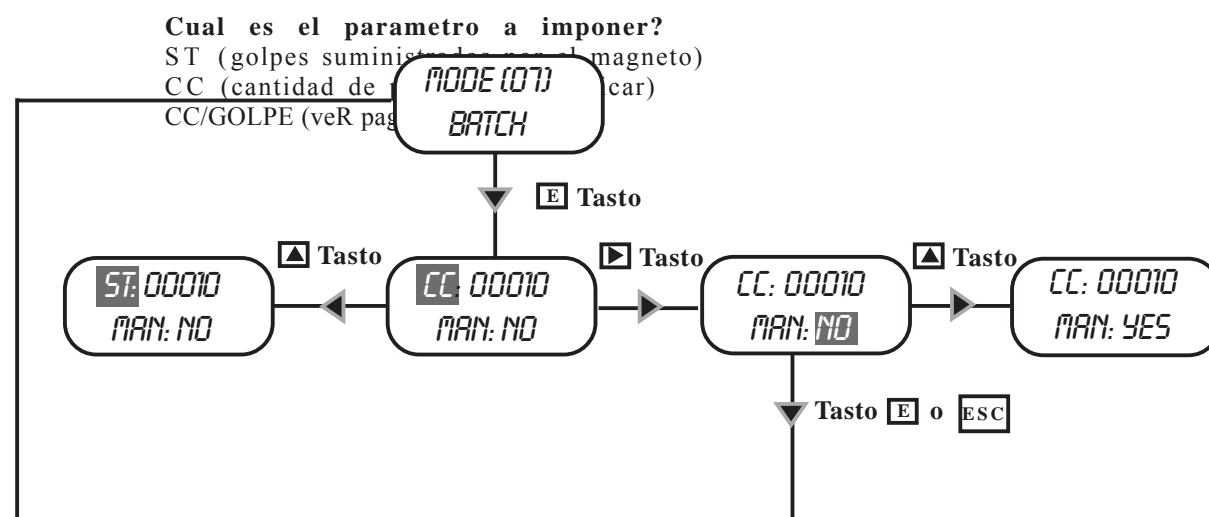 Cual es el parametro a imponer?
ST (golpes suministrados por el magneto)
CC (cantidad de icar)
CC/GOLPE (veR pag
MODE (07)
BATCH
E Tasto
▲ Tasto
▶ Tasto
▲ Tasto
ST: 00010
MAN: NO
CC: 00010
MAN: NO
CC: 00010
MAN: NO
CC: 00010
MAN: YES
Tasto E o ESC